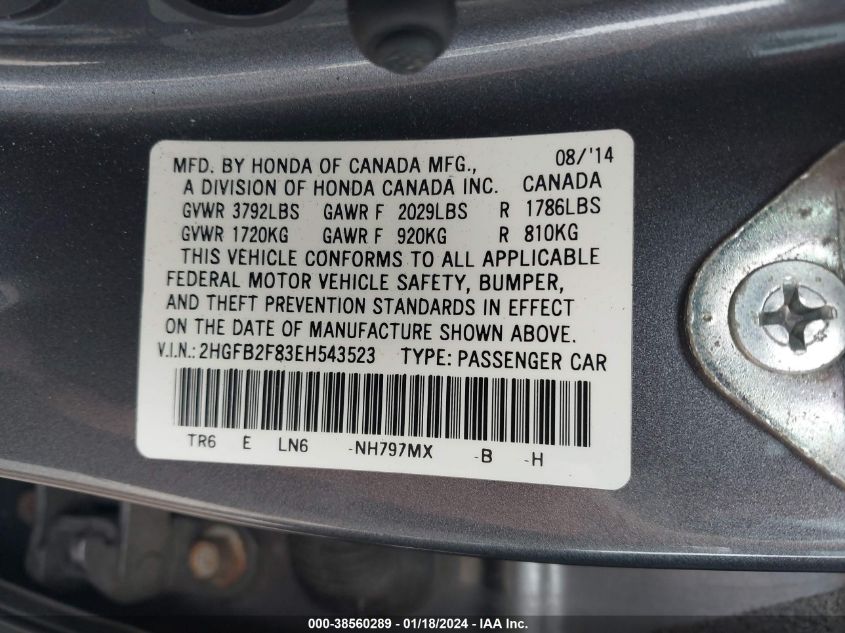 MFD. BY HONDA OF CANADA MFG., 08/'14
A DIVISION OF HONDA CANADA INC. CANADA
GVWR 3792LBS GAWR F 2029LBS R 1786LBS
GVWR 1720KG GAWR F 920KG R 810KG
THIS VEHICLE CONFORMS TO ALL APPLICABLE
FEDERAL MOTOR VEHICLE SAFETY, BUMPER,
AND THEFT PREVENTION STANDARDS IN EFFECT
ON THE DATE OF MANUFACTURE SHOWN ABOVE.
V.I.N.: 2HGFB2F83EH543523 TYPE: PASSENGER CAR
TR6 E LN6 -NH797MX -B -H
000-38560289 - 01/18/2024 - IAA Inc.